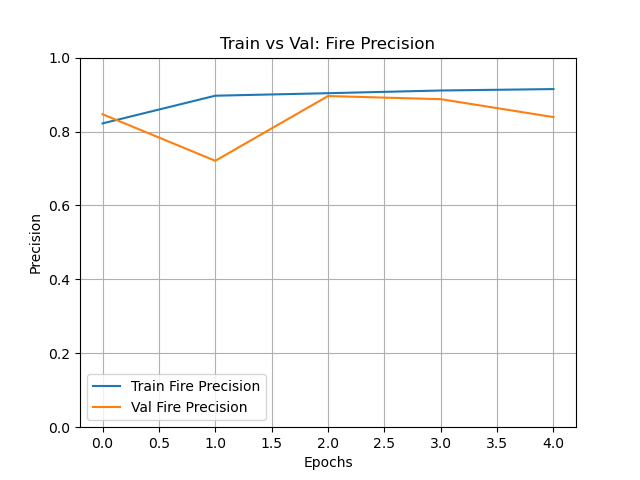 Train vs Val: Fire Precision
1.0
0.8
0.6
0.4
0.2
0.0
Precision
Train Fire Precision
Val Fire Precision
0.0 0.5 1.0 1.5 2.0 2.5 3.0 3.5 4.0
Epochs